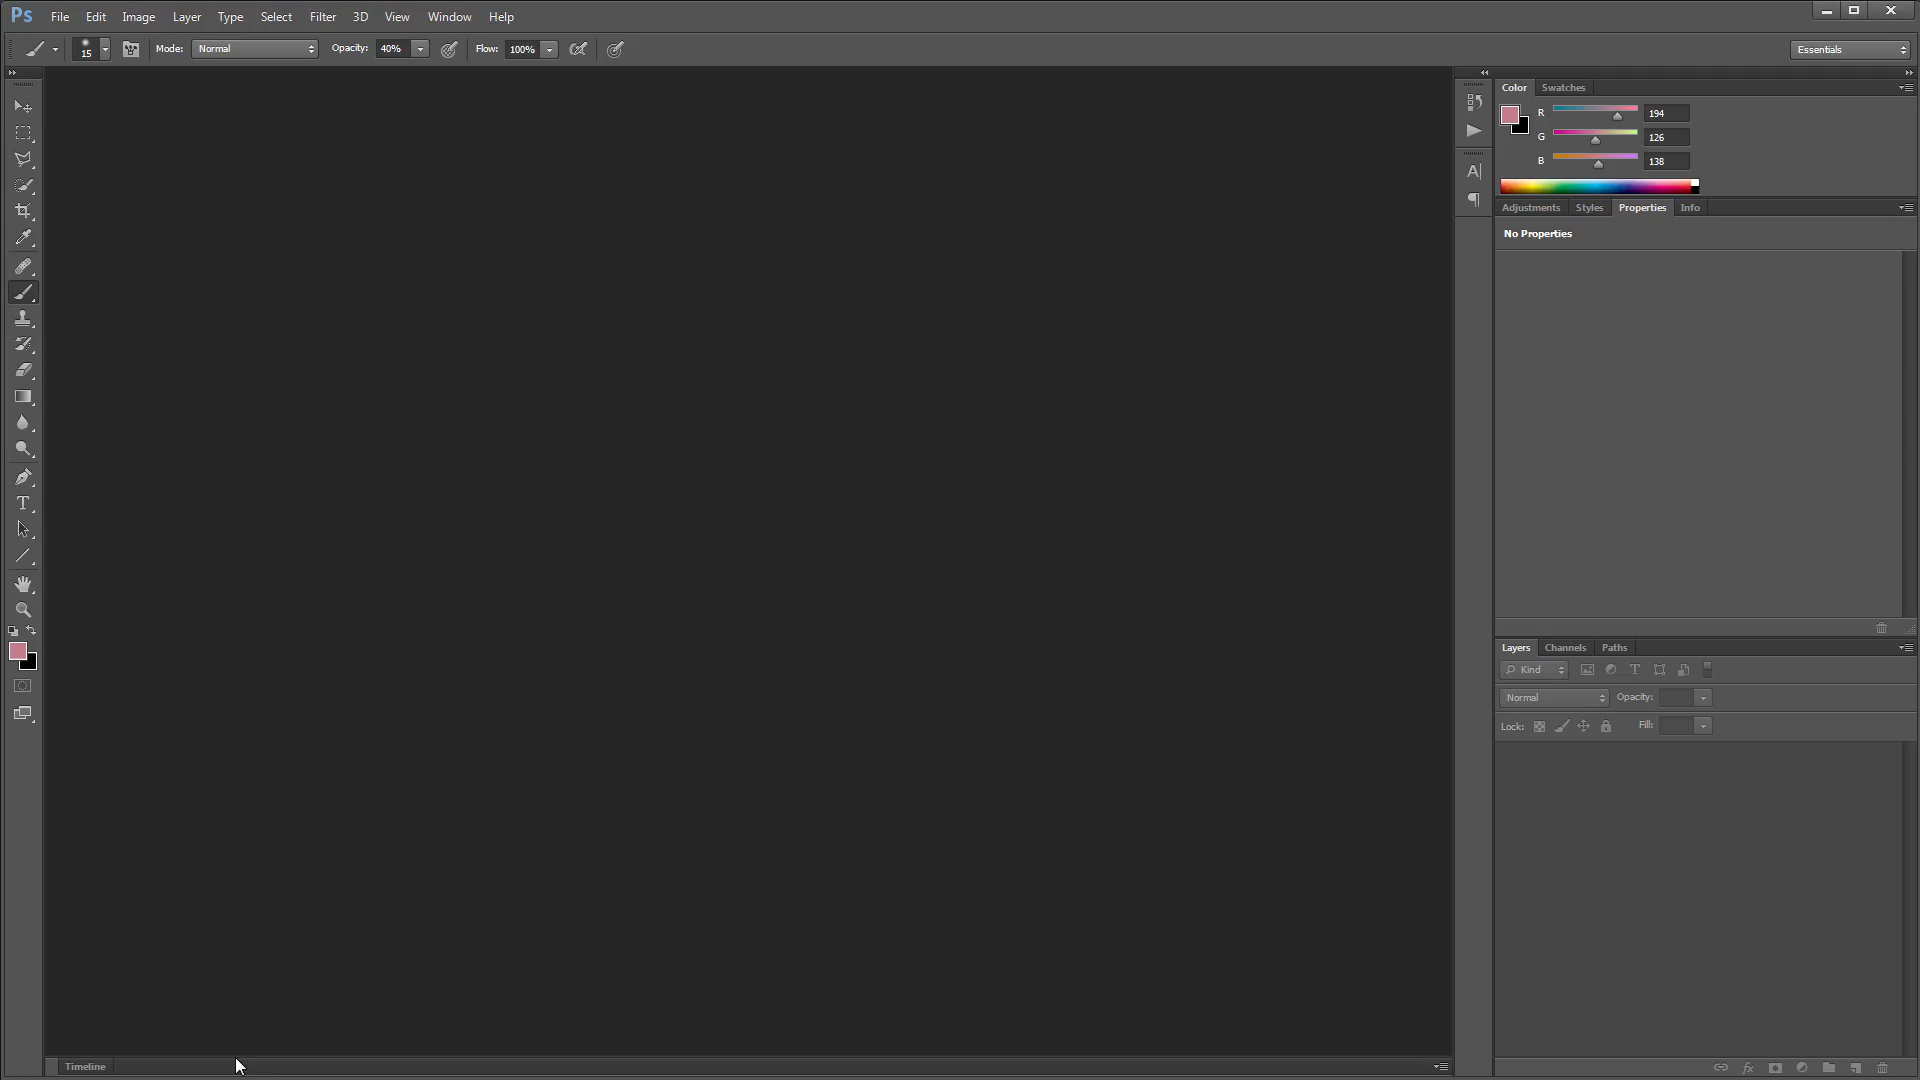 Ps File Edit Image Layer Type Select Filter 3D View Window Help
15 Mode: Normal Opacity: 40% Flow: 100% Essentials
Color Swatches
R 194
G 126
B 138
Adjustments Styles Properties Info
No Properties
Layers Channels Paths
Kind
Normal Opacity:
Lock: Fill:
Timeline